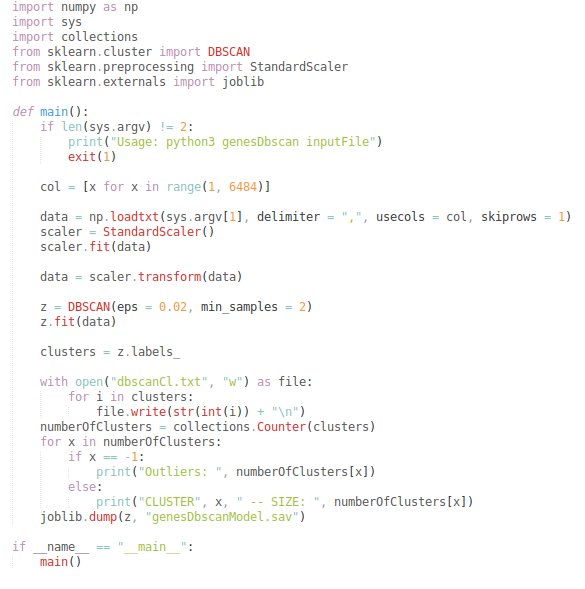 import numpy as np
import sys
import collections
from sklearn.cluster import DBSCAN
from sklearn.preprocessing import StandardScaler
from sklearn.externals import joblib

def main():
    if len(sys.argv) != 2:
        print("Usage: python3 genesDbscan inputFile")
        exit(1)

    col = [x for x in range(1, 6484)]

    data = np.loadtxt(sys.argv[1], delimiter = ",", usecols = col, skiprows = 1)
    scaler = StandardScaler()
    scaler.fit(data)

    data = scaler.transform(data)

    z = DBSCAN(eps = 0.02, min_samples = 2)
    z.fit(data)

    clusters = z.labels_

    with open("dbscanCl.txt", "w") as file:
        for i in clusters:
            file.write(str(int(i)) + "\n")
    numberOfClusters = collections.Counter(clusters)
    for x in numberOfClusters:
        if x == -1:
            print("Outliers: ", numberOfClusters[x])
        else:
            print("CLUSTER", x, " -- SIZE: ", numberOfClusters[x])
    joblib.dump(z, "genesDbscanModel.sav")

if __name__ == "__main__":
    main()